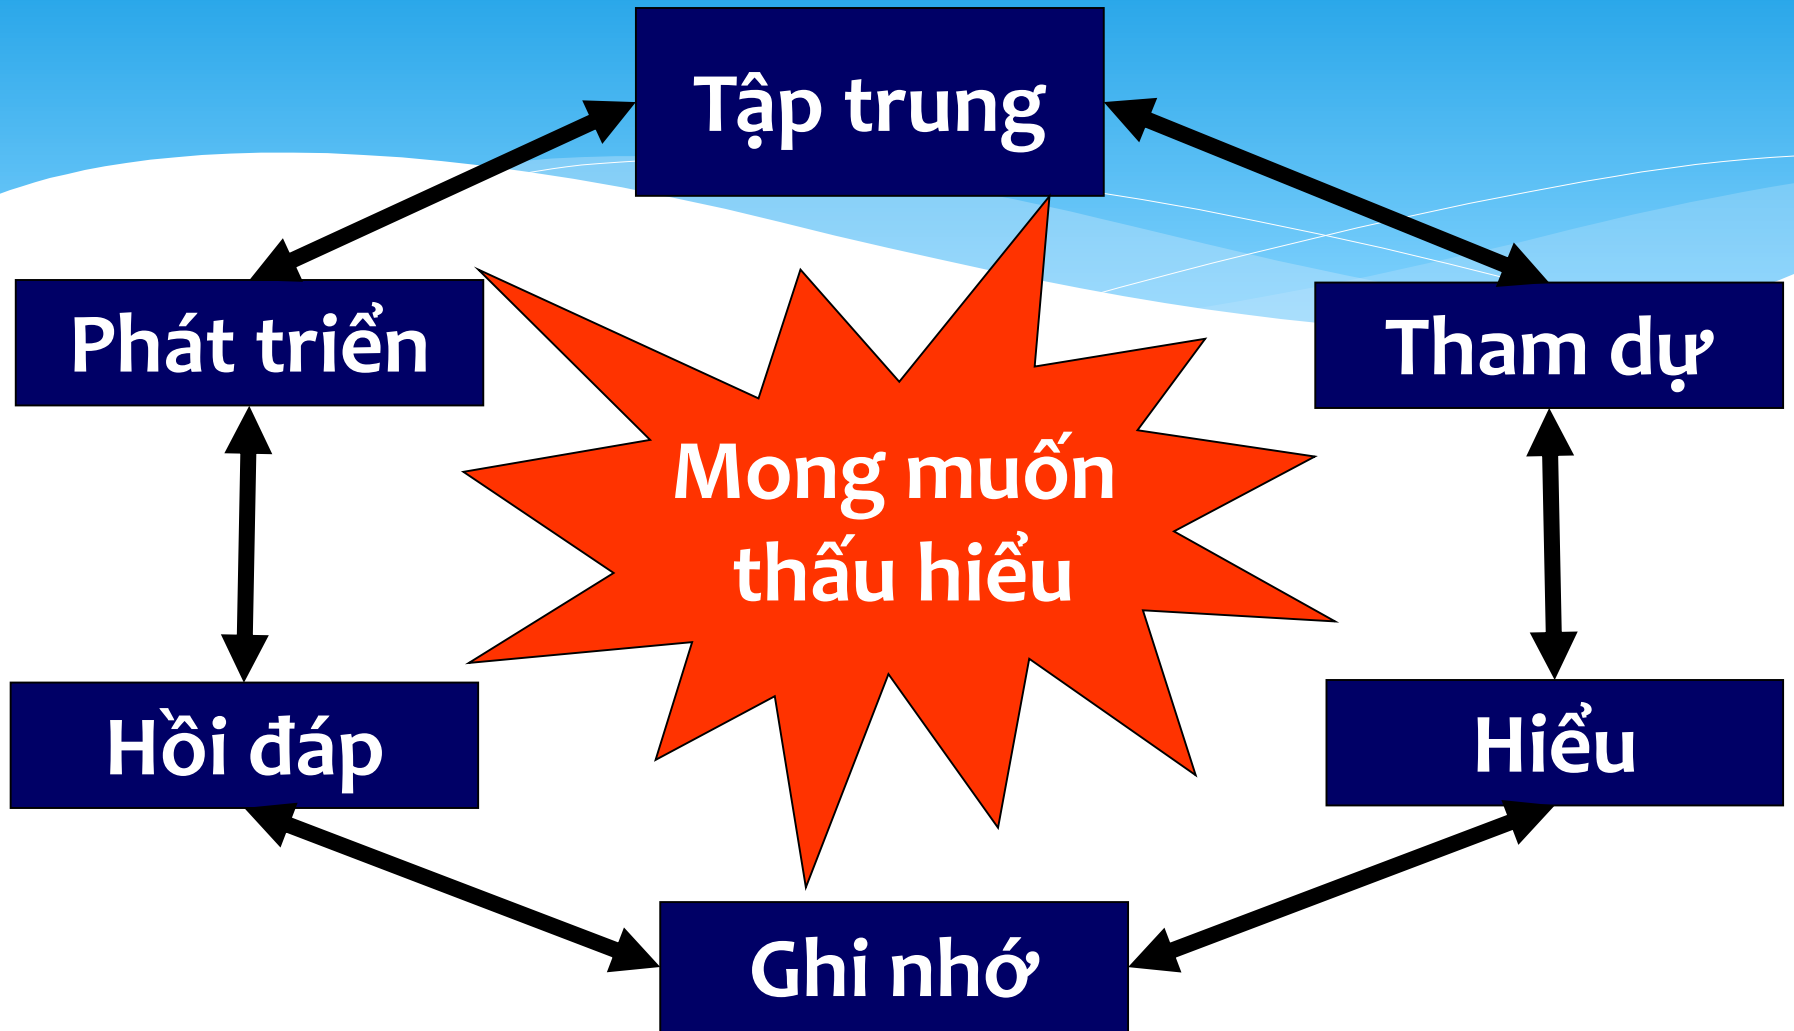 Tập trung
Phát triển
Tham dự
Mong muốn
thấu hiểu
Hồi đáp
Hiểu
Ghi nhớ